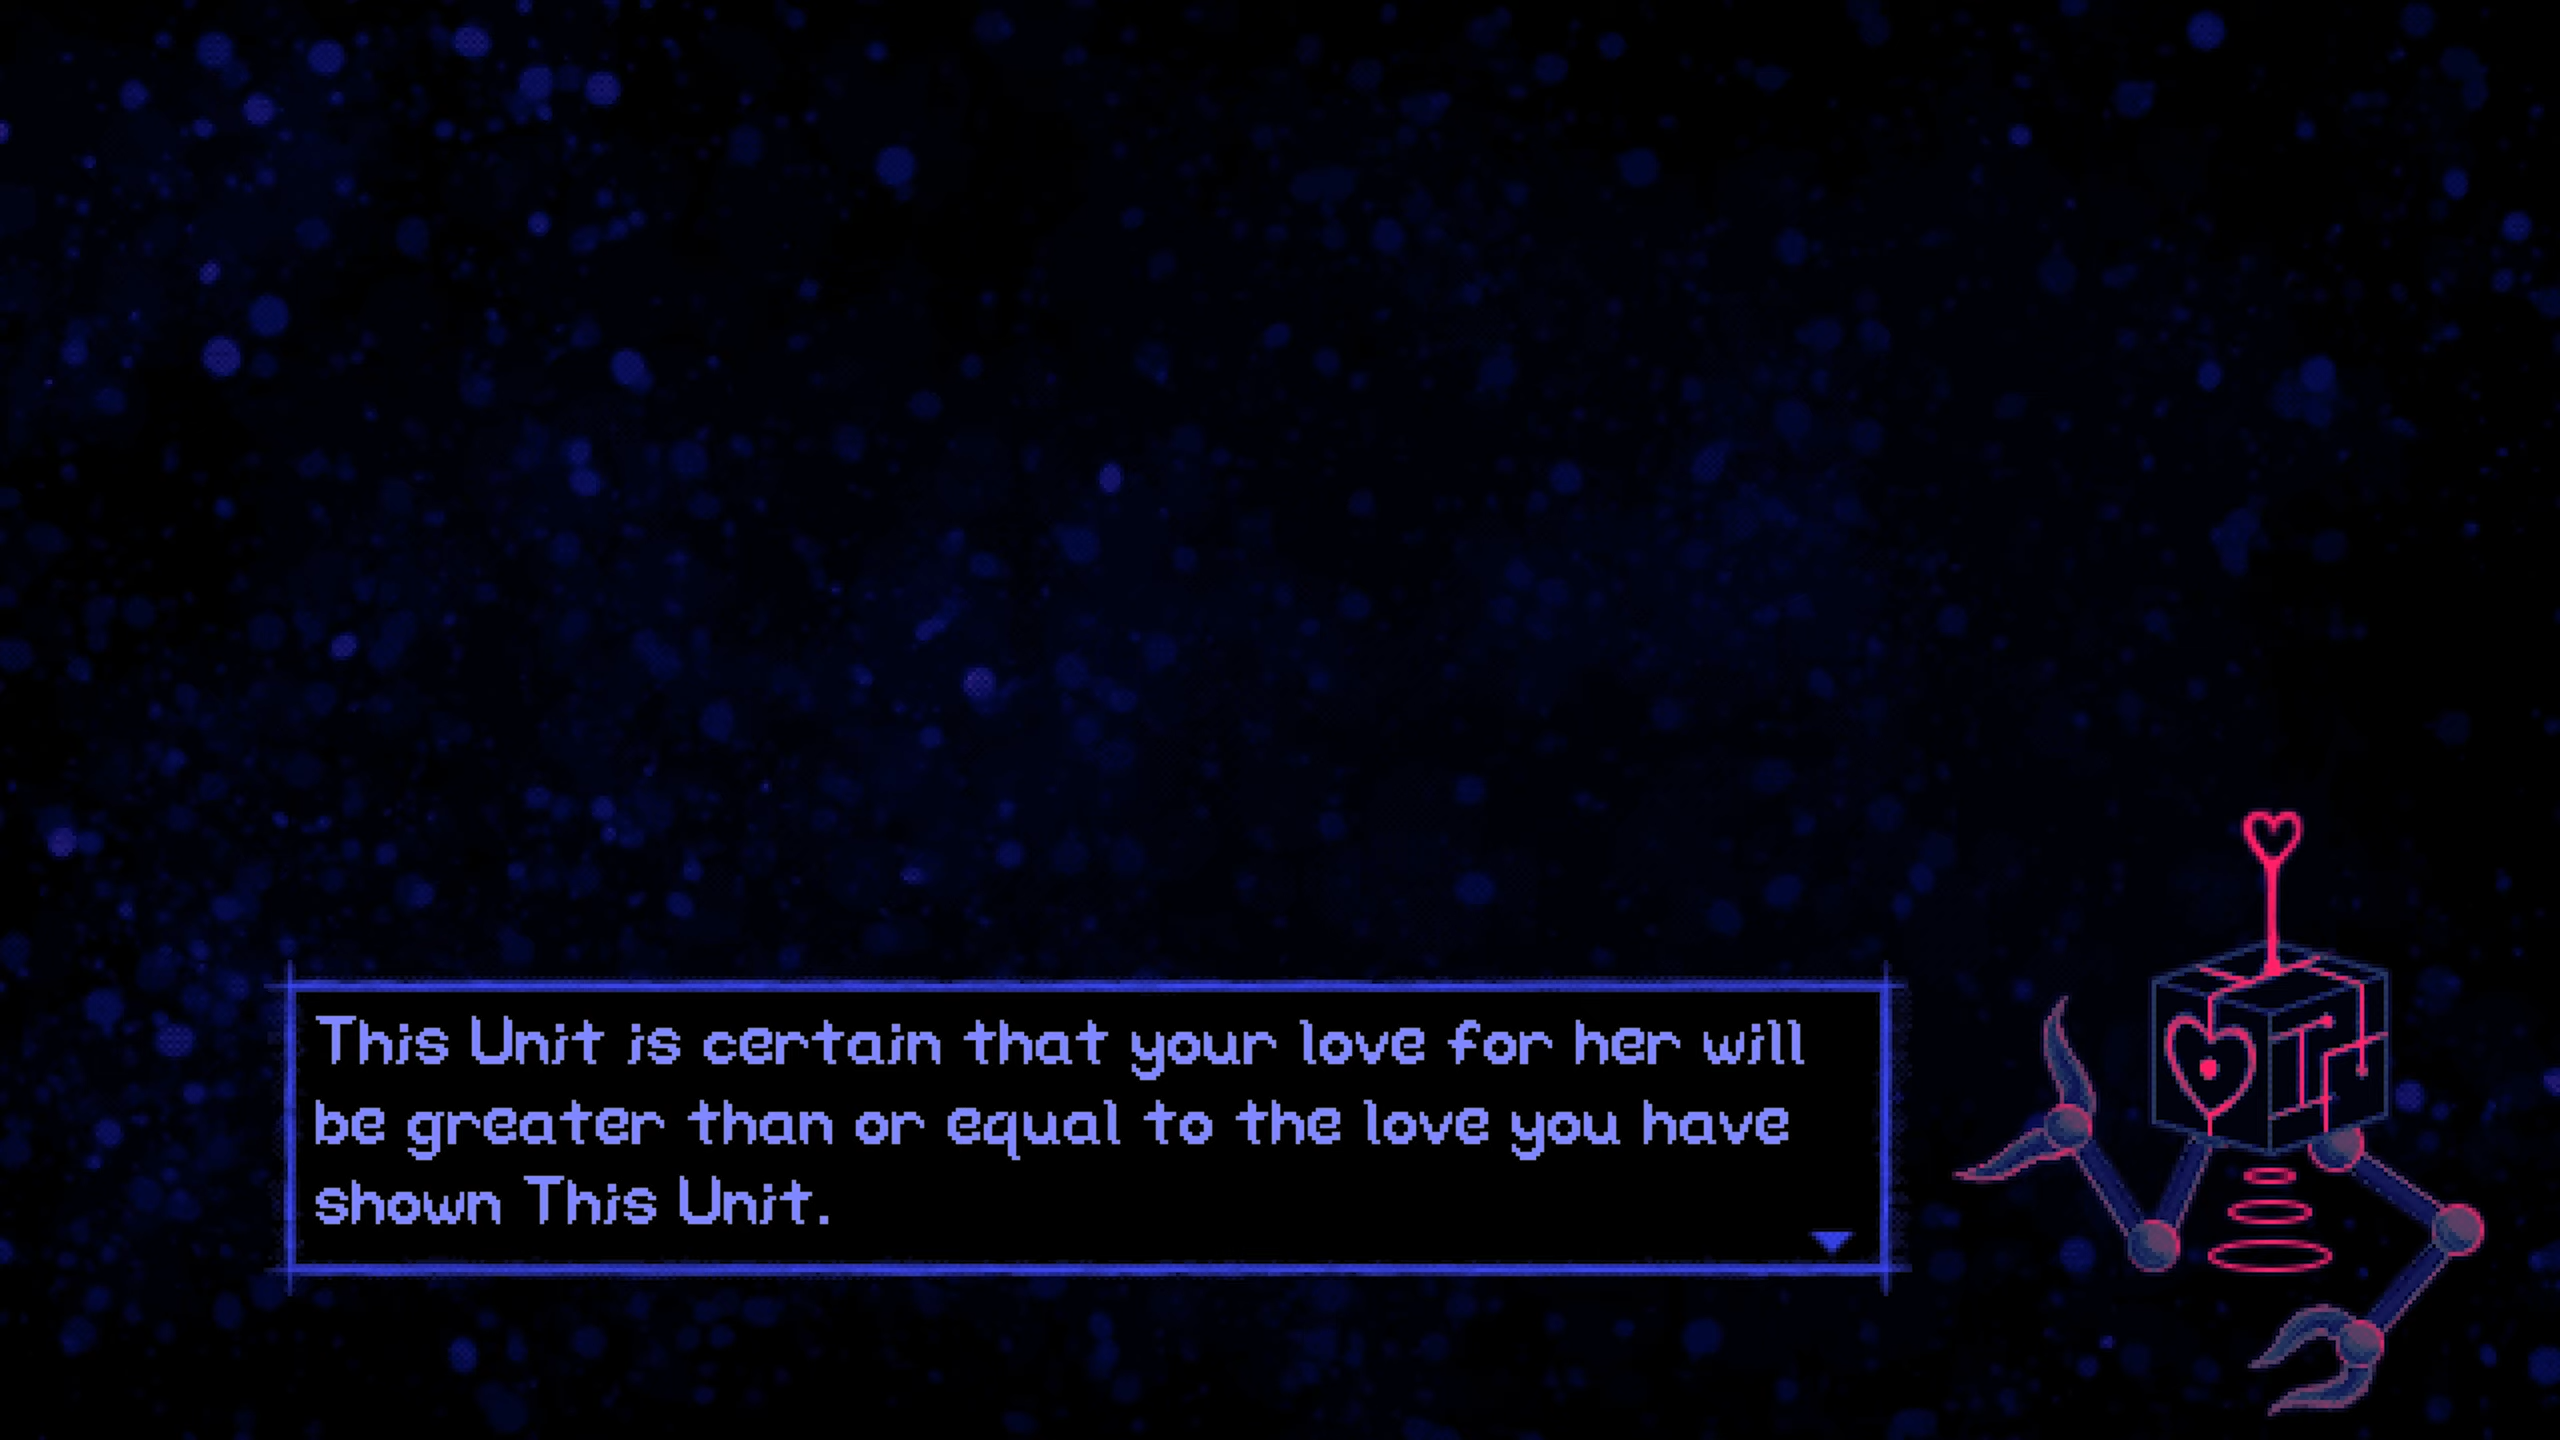 This Unit is certain that your love for her will
be greater than or equal to the love you have
shown This Unit.